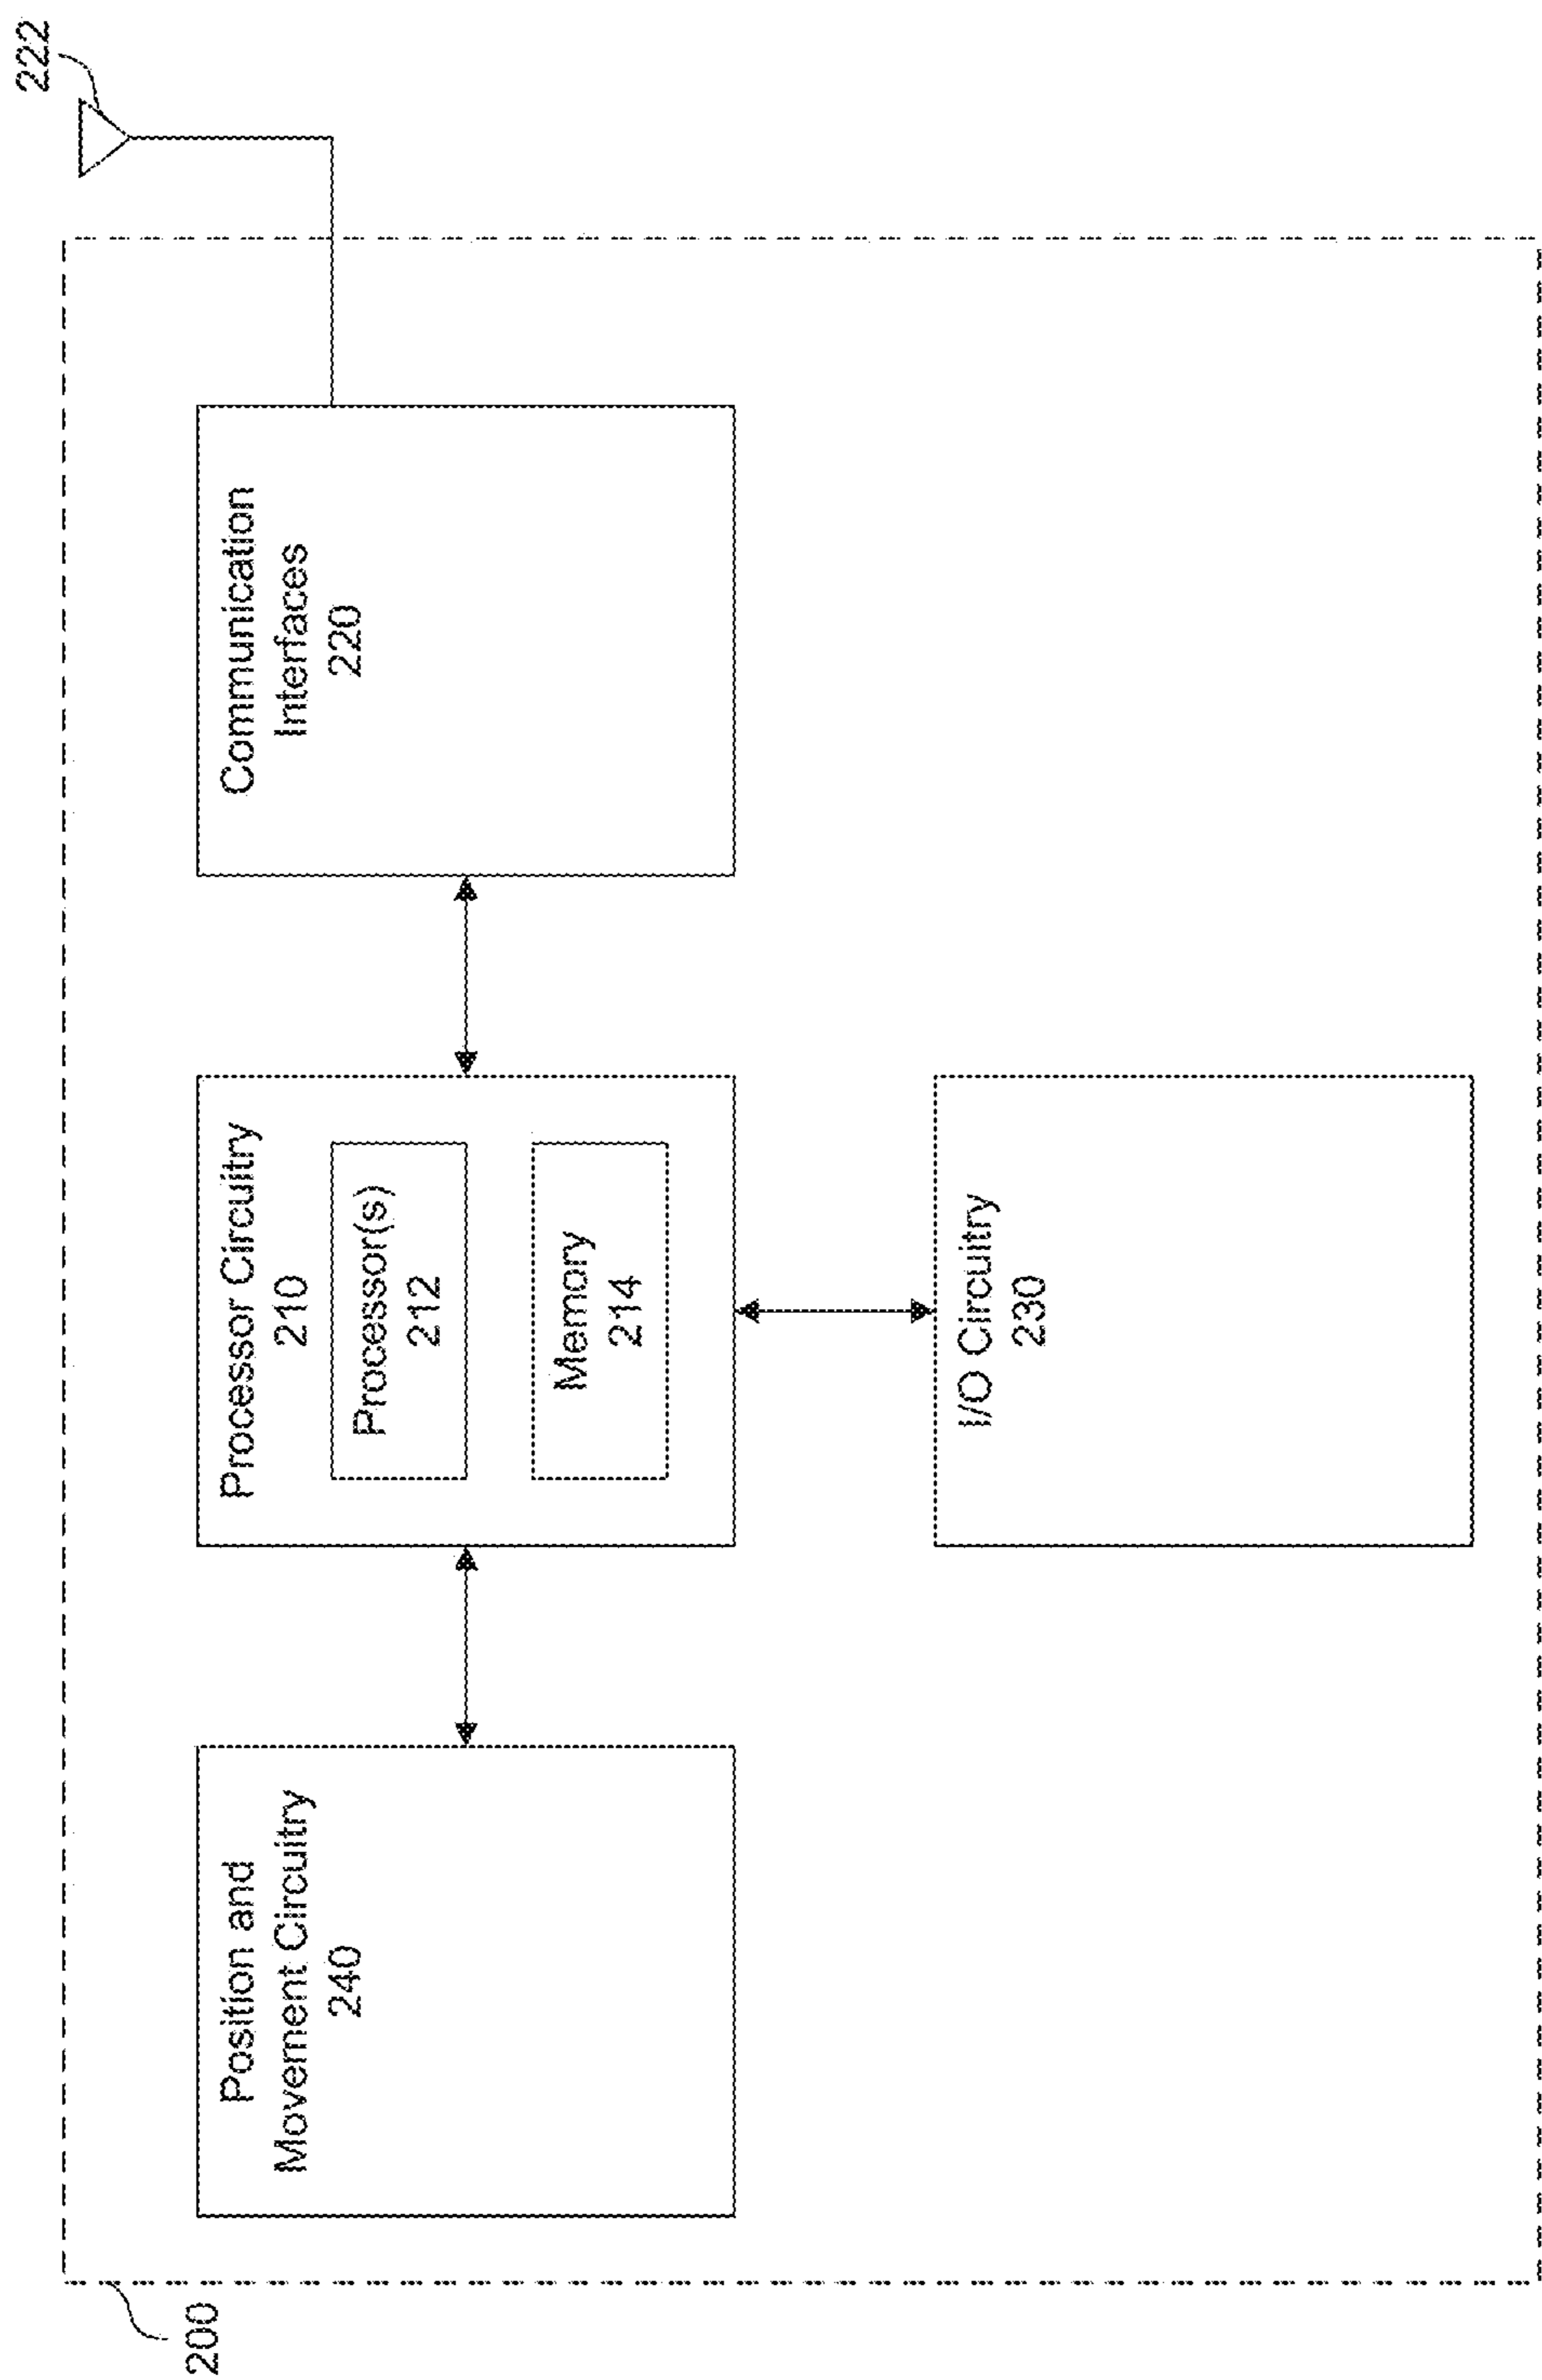 200
222
Position and
Movement Circuitry
240
Processor Circuitry
210
Processor(s)
212
Memory
214
Communication
Interfaces
220
I/O Circuitry
230